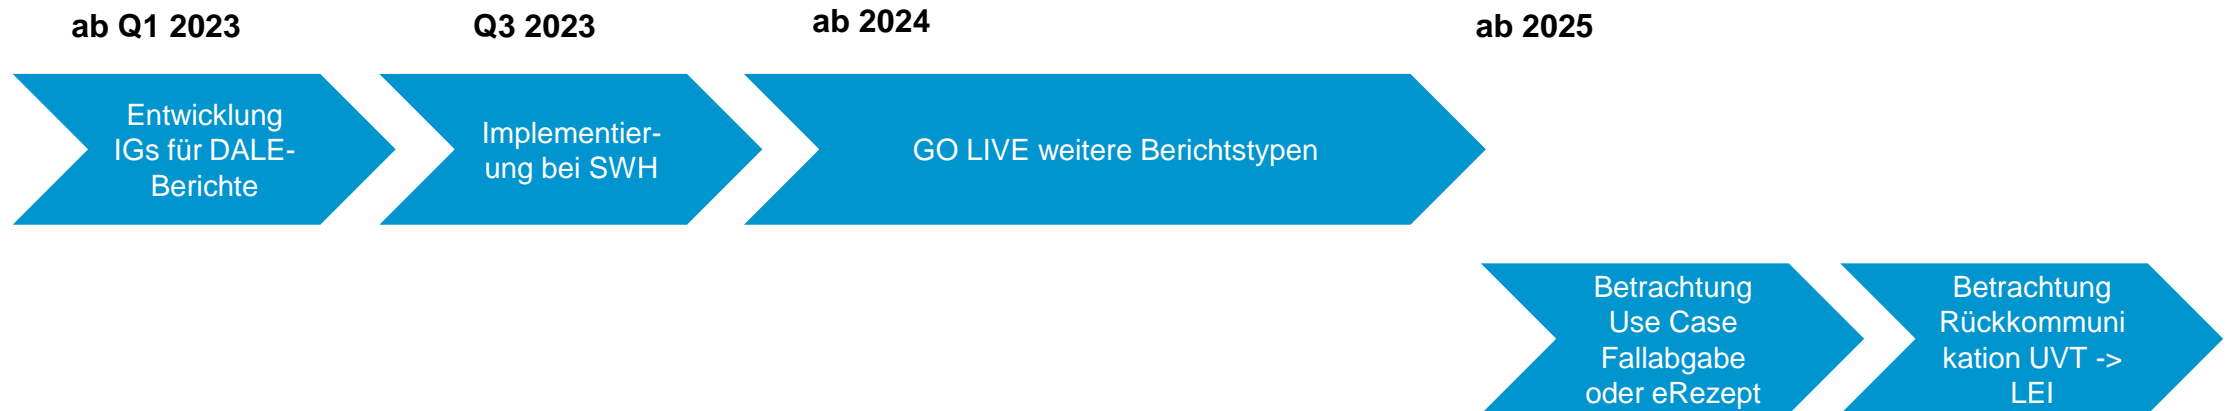 ab Q1 2023
Q3 2023
ab 2024
ab 2025
Entwicklung
IGs für DALE-
Berichte
Implementier-
ung bei SWH
GO LIVE weitere Berichtstypen
Betrachtung
Use Case
Fallabgabe
oder eRezept
Betrachtung
Rückkommuni
kation UVT ->
LEI